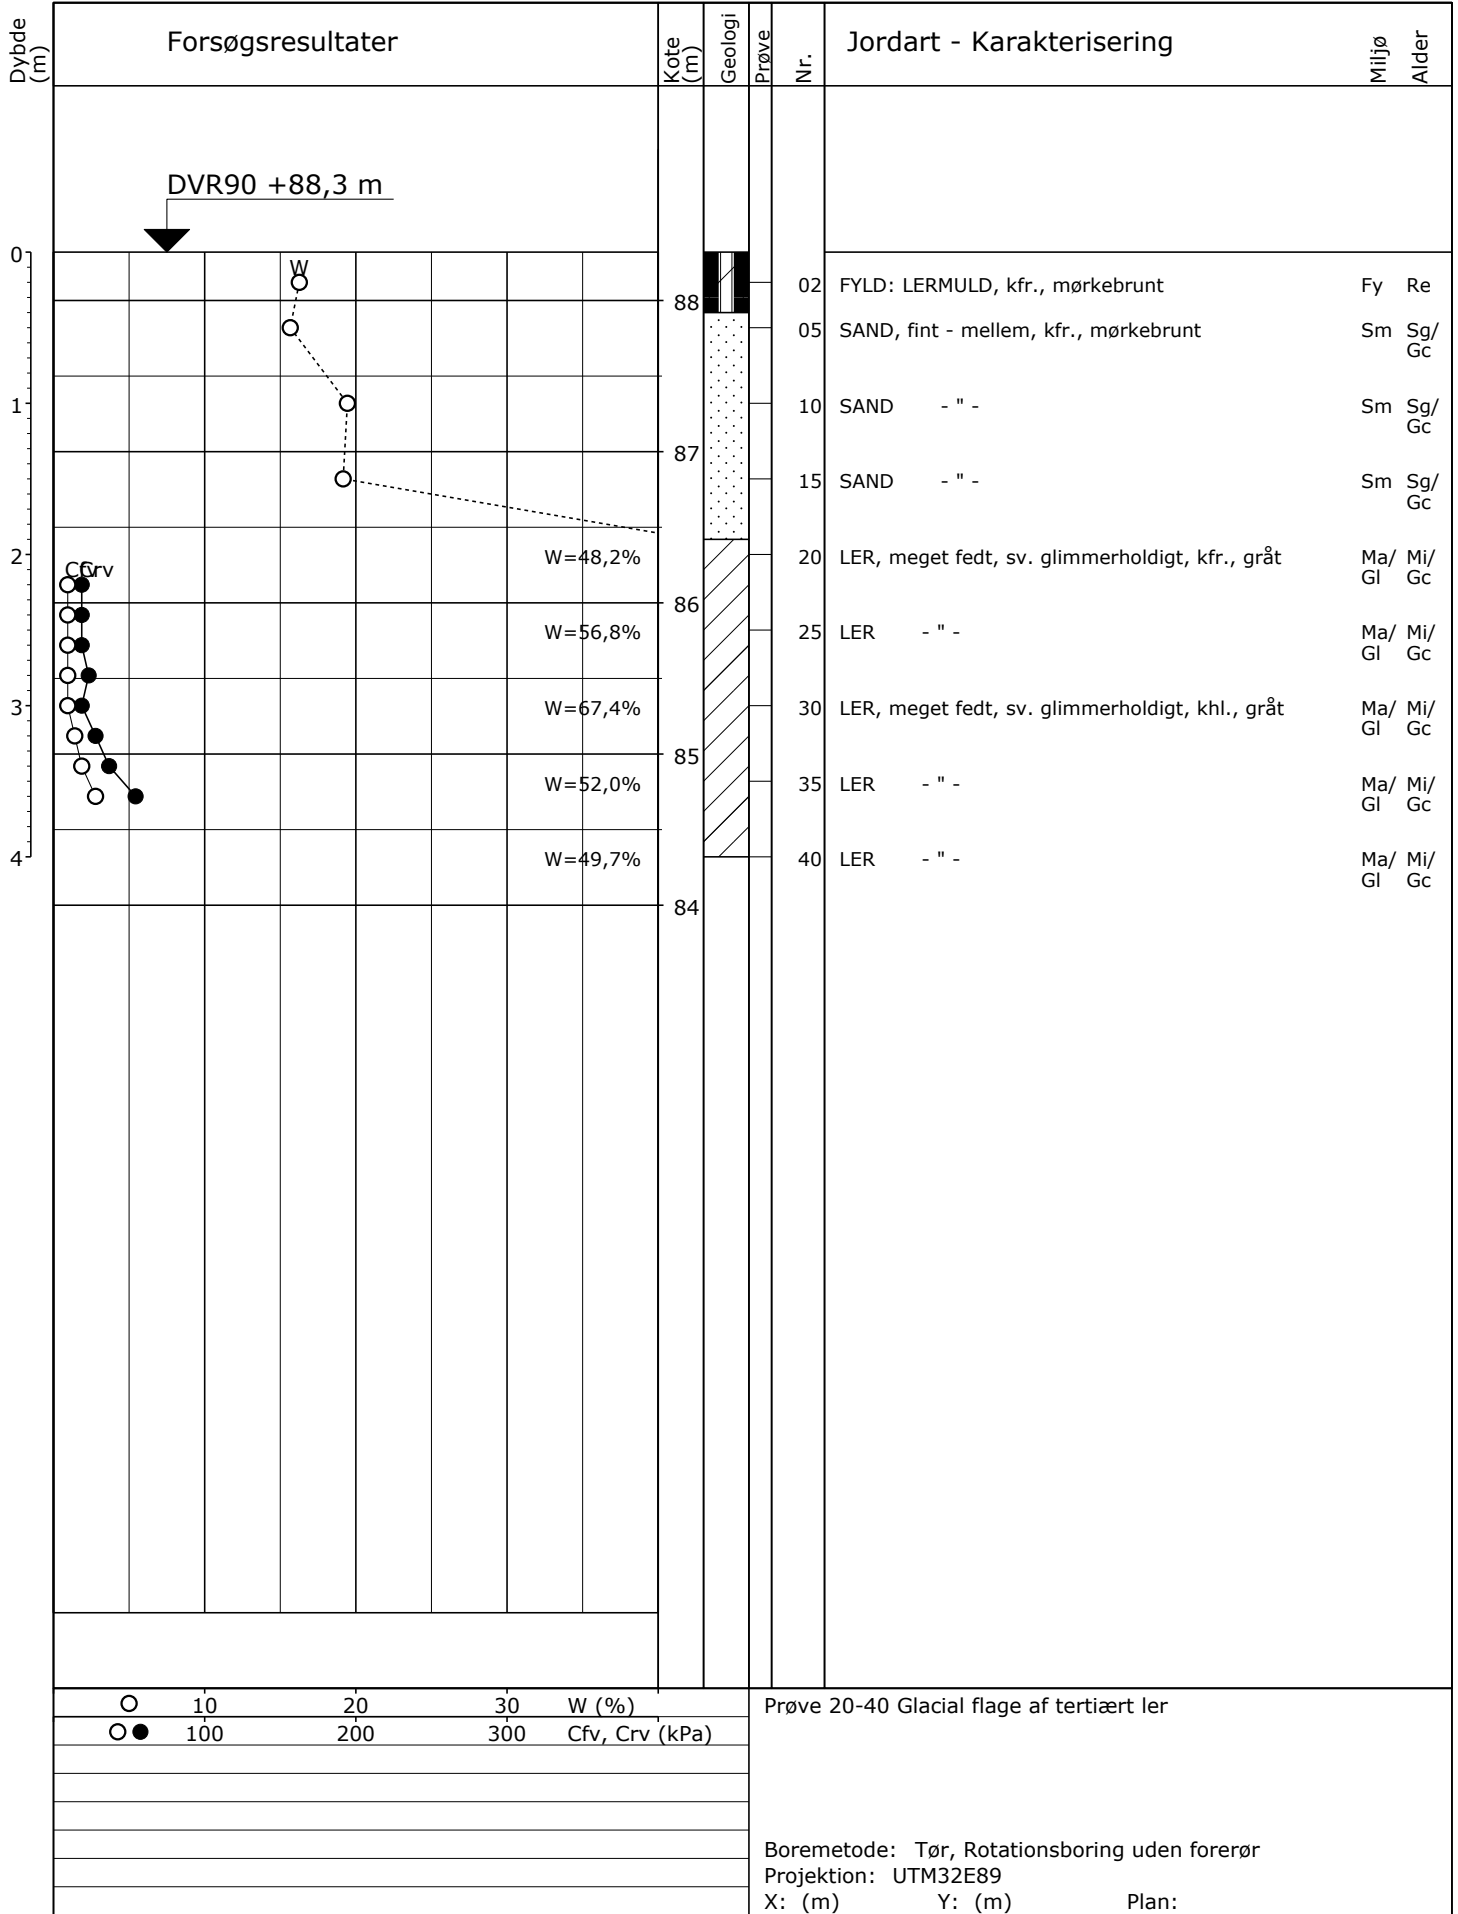 Dybde (m)
Forsøgsresultater
Kote (m)
Geologi
Prøve
Nr.
Jordart - Karakterisering
Miljø
Alder
DVR90 +88,3 m
0
W
88
02 FYLD: LERMULD, kfr., mørkebrunt Fy Re
05 SAND, fint - mellem, kfr., mørkebrunt Sm Sg/
Gc
1
10 SAND - " - Sm Sg/
Gc
87
15 SAND - " - Sm Sg/
Gc
2
W=48,2%
20 LER, meget fedt, sv. glimmerholdigt, kfr., gråt Ma/ Mi/
Gl Gc
Cfv Crv
86
W=56,8%
25 LER - " - Ma/ Mi/
Gl Gc
3
W=67,4%
30 LER, meget fedt, sv. glimmerholdigt, khl., gråt Ma/ Mi/
Gl Gc
85
W=52,0%
35 LER - " - Ma/ Mi/
Gl Gc
4
W=49,7%
40 LER - " - Ma/ Mi/
Gl Gc
84
10 20 30 W (%)
100 200 300 Cfv, Crv (kPa)
Prøve 20-40 Glacial flage af tertiært ler
Boremetode: Tør, Rotationsboring uden forerør
Projektion: UTM32E89
X: (m) Y: (m) Plan: